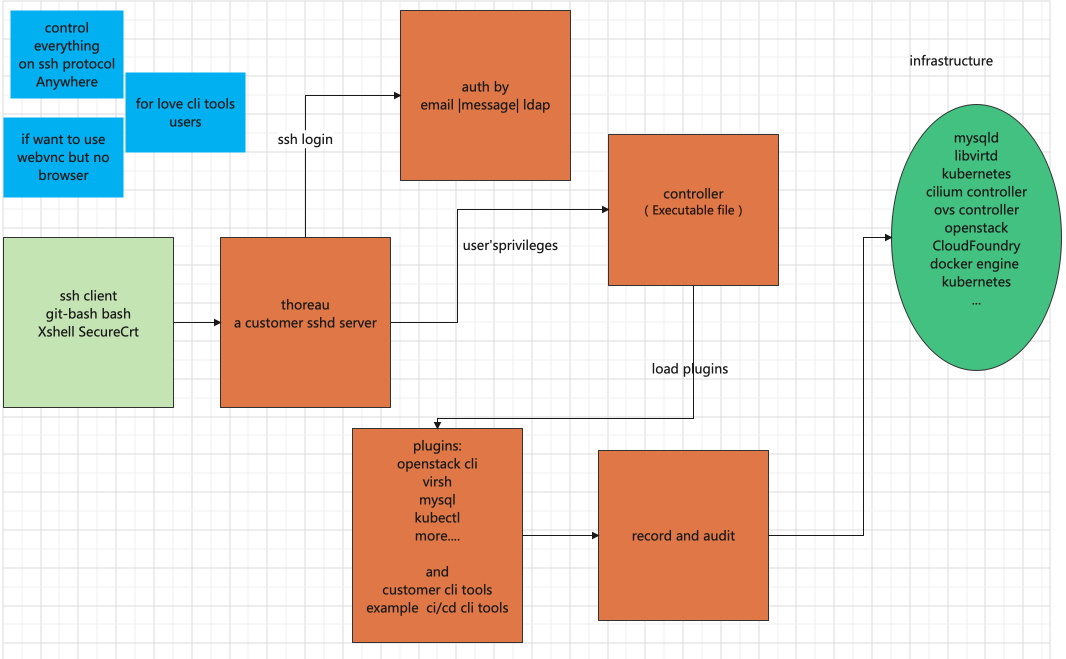 control
everything
on ssh protocol
Anywhere
for love cli tools
users
if want to use
webvnc but no
browser
auth by
email |message| ldap
infrastructure
ssh login
controller
( Executable file )
mysqld
libvirtd
kubernetes
cilium controller
ovs controller
openstack
CloudFoundry
docker engine
kubernetes
...
user'sprivileges
ssh client
git-bash bash
Xshell SecureCrt
thoreau
a customer sshd server
load plugins
plugins:
openstack cli
virsh
mysql
kubectl
more....
and
customer cli tools
example ci/cd cli tools
record and audit